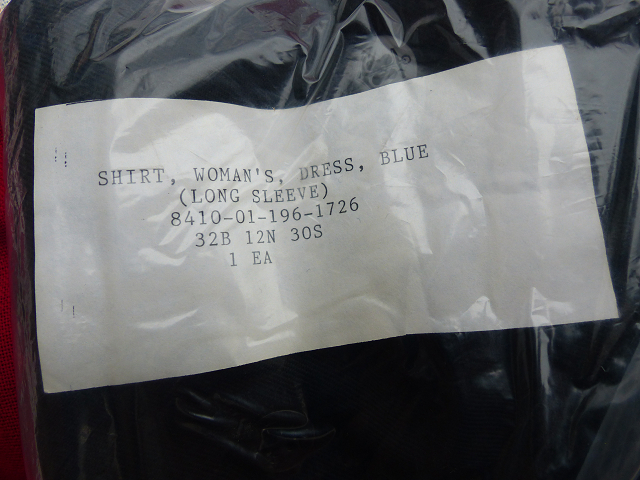 SHIRT, WOMAN'S, DRESS, BLUE
(LONG SLEEVE)
8410-01-196-1726
32B 12N 30S
1 EA